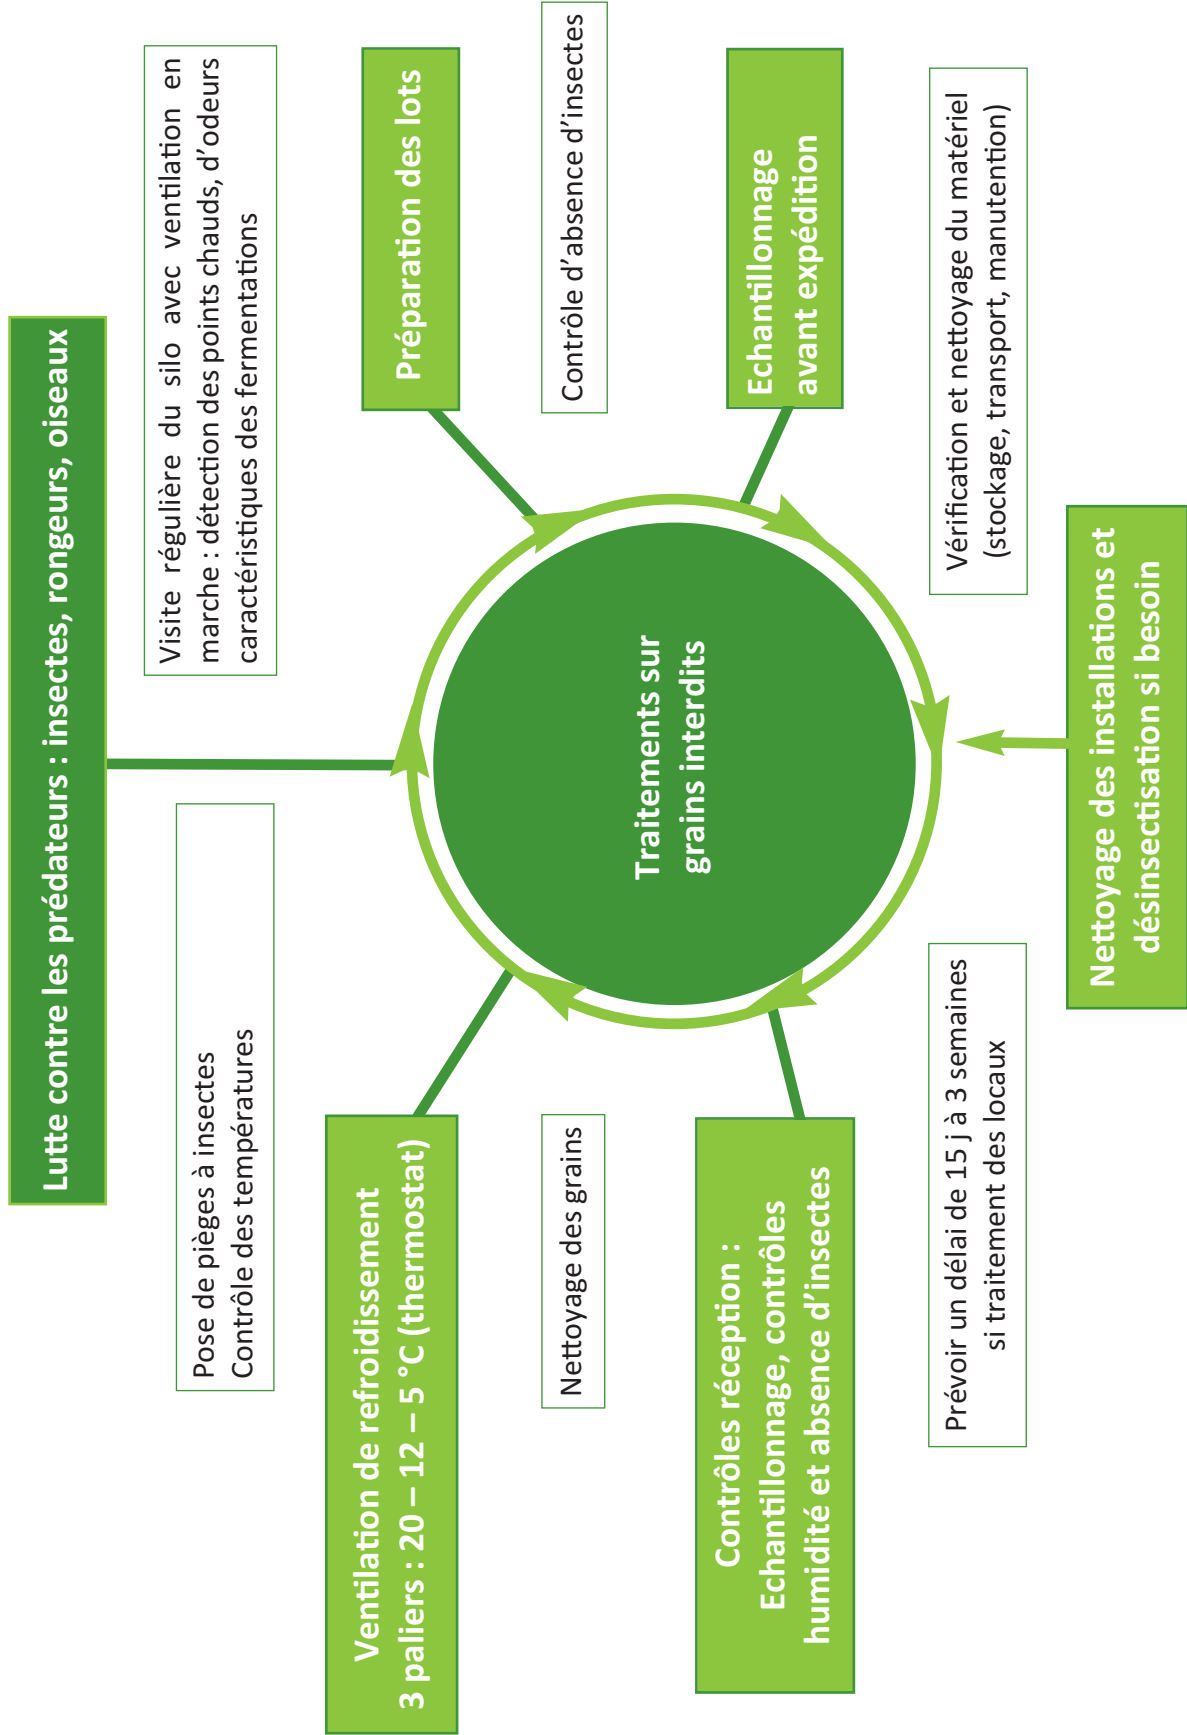 Lutte contre les prédateurs : insectes, rongeurs, oiseaux
Pose de pièges à insectes
Contrôle des températures
Visite régulière du silo avec ventilation en
marche : détection des points chauds, d'odeurs
caractéristiques des fermentations
Ventilation de refroidissement
3 paliers : 20 – 12 – 5 °C (thermostat)
Préparation des lots
Nettoyage des grains
Traitements sur
grains interdits
Contrôle d'absence d'insectes
Contrôles réception :
Echantillonnage, contrôles
humidité et absence d'insectes
Echantillonnage
avant expédition
Prévoir un délai de 15 j à 3 semaines
si traitement des locaux
Vérification et nettoyage du matériel
(stockage, transport, manutention)
Nettoyage des installations et
désinsectisation si besoin